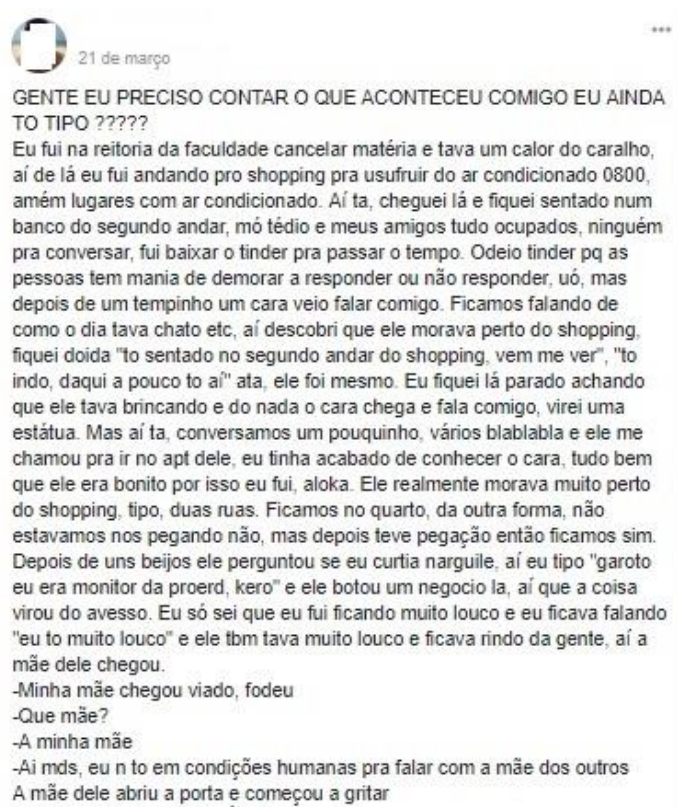 21 de março
GENTE EU PRECISO CONTAR O QUE ACONTECEU COMIGO EU AINDA
TO TIPO ?????
Eu fui na reitoria da faculdade cancelar matéria e tava um calor do caralho,
aí de lá eu fui andando pro shopping pra usufruir do ar condicionado 0800,
amém lugares com ar condicionado. Aí ta, cheguei lá e fiquei sentado num
banco do segundo andar, mó tédio e meus amigos tudo ocupados, ninguém
pra conversar, fui baixar o tinder pra passar o tempo. Odeio tinder pq as
pessoas tem mania de demorar a responder ou não responder, uó, mas
depois de um tempinho um cara veio falar comigo. Ficamos falando de
como o dia tava chato etc, aí descobri que ele morava perto do shopping,
fiquei doida "to sentado no segundo andar do shopping, vem me ver", "to
indo, daqui a pouco to aí" ata, ele foi mesmo. Eu fiquei lá parado achando
que ele tava brincando e do nada o cara chega e fala comigo, virei uma
estátua. Mas aí ta, conversamos um pouquinho, vários blablabla e ele me
chamou pra ir no apt dele, eu tinha acabado de conhecer o cara, tudo bem
que ele era bonito por isso eu fui, aloka. Ele realmente morava muito perto
do shopping, tipo, duas ruas. Ficamos no quarto, da outra forma, não
estavamos nos pegando não, mas depois teve pegação então ficamos sim.
Depois de uns beijos ele perguntou se eu curtia narguile, aí eu tipo "garoto
eu era monitor da proerd, kero" e ele botou um negocio la, aí que a coisa
virou do avesso. Eu só sei que eu fui ficando muito louco e eu ficava falando
"eu to muito louco" e ele tbm tava muito louco e ficava rindo da gente, aí a
mãe dele chegou.
-Minha mãe chegou viado, fodeu
-Que mãe?
-A minha mãe
-Ai mds, eu n to em condições humanas pra falar com a mãe dos outros
A mãe dele abriu a porta e começou a gritar